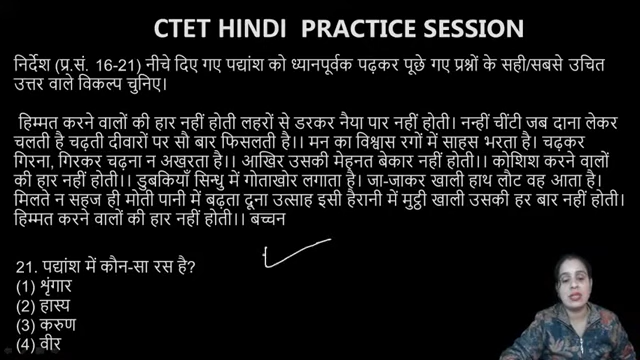 CTET HINDI PRACTICE SESSION
निर्देश (प्र.सं. 16-21) नीचे दिए गए पद्यांश को ध्यानपूर्वक पढ़कर पूछे गए प्रश्नों के सही/सबसे उचित
उत्तर वाले विकल्प चुनिए।
हिम्मत करने वालों की हार नहीं होती लहरों से डरकर नैया पार नहीं होती। नन्हीं चींटी जब दाना लेकर
चलती है चढ़ती दीवारों पर सौ बार फिसलती है।। मन का विश्वास रगों में साहस भरता है। चढ़कर
गिरना, गिरकर चढ़ना न अखरता है।। आखिर उसकी मेहनत बेकार नहीं होती।। कोशिश करने वालों
की हार नहीं होती।। डुबकियाँ सिन्धु में गोताखोर लगाता है। जा-जाकर खाली हाथ लौट वह आता है।
मिलते न सहज ही मोती पानी में बढ़ता दूना उत्साह इसी हैरानी में मुट्ठी खाली उसकी हर बार नहीं होती।
हिम्मत करने वालों की हार नहीं होती।। बच्चन
21. पद्यांश में कौन-सा रस है?
(1) श्रृंगार
(2) हास्य
(3) करुण
(4) वीर